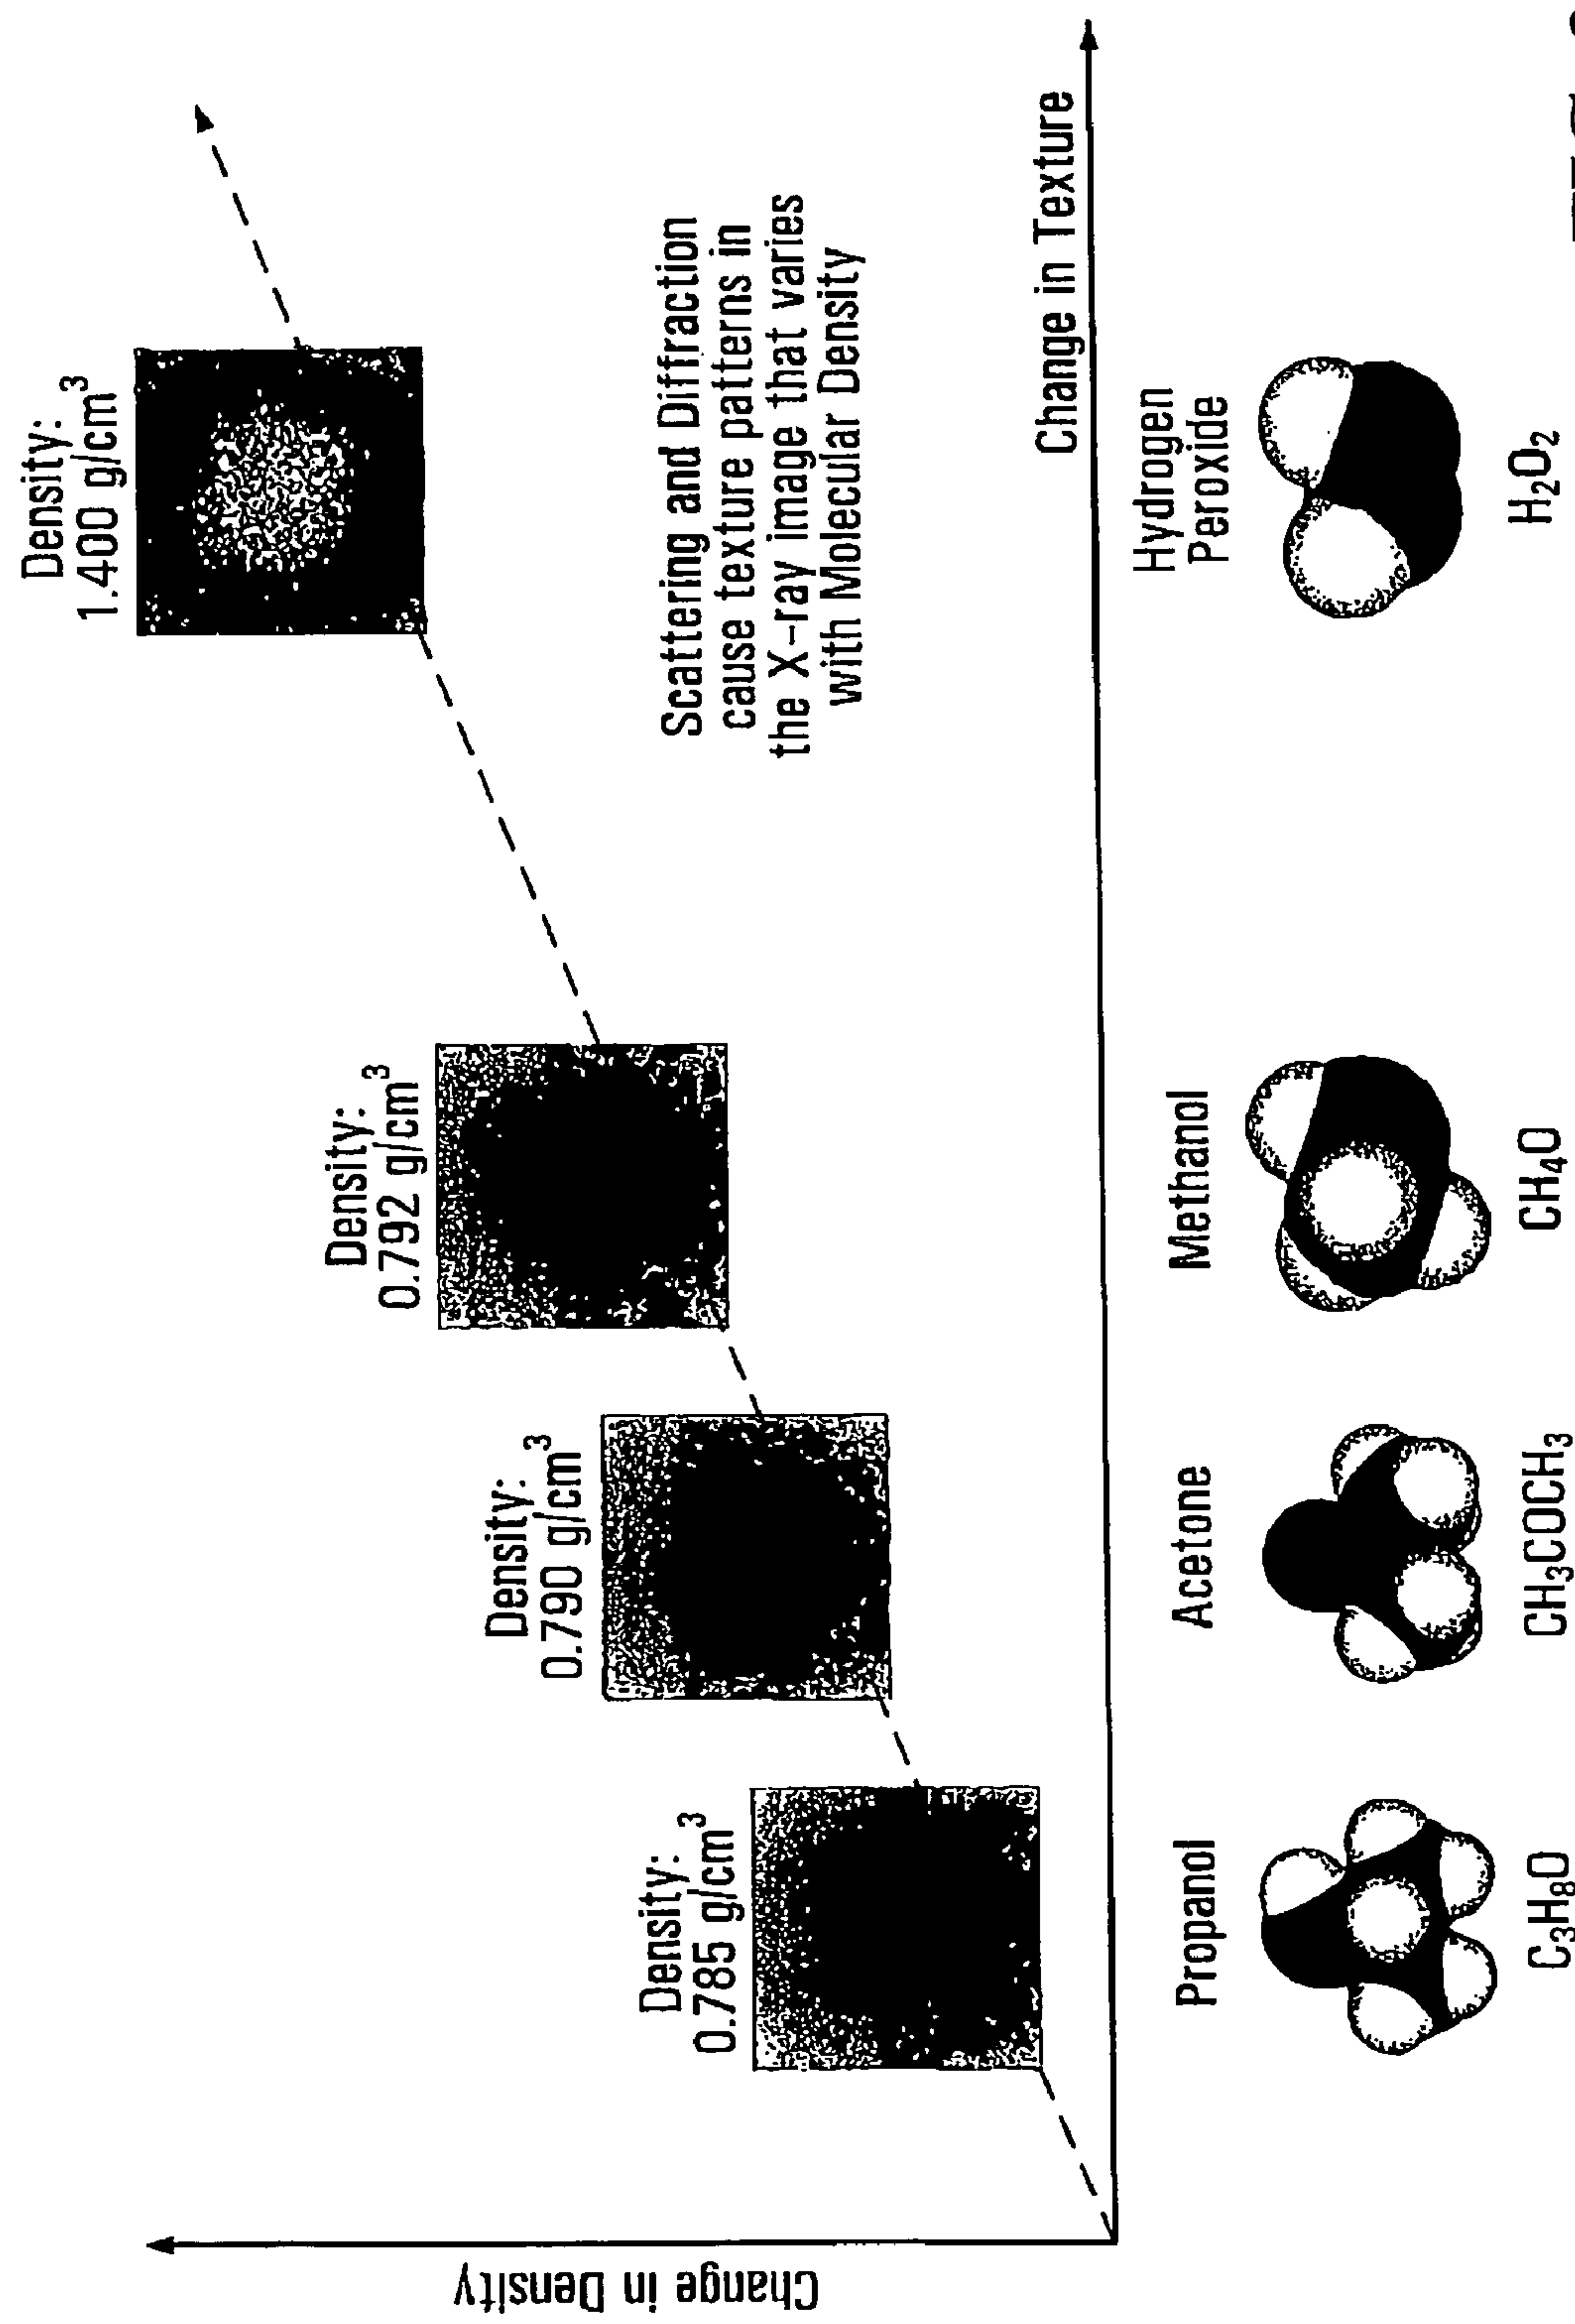 Density:
1.400 g/cm³
Density:
0.792 g/cm³
Density:
0.790 g/cm³
Density:
0.785 g/cm³
Change in Density
Scattering and Diffraction
cause texture patterns in
the X-ray image that varies
with Molecular Density
Change in Texture
Propanol
Acetone
Methanol
Hydrogen
Peroxide
C₃H₈O
CH₃COCH₃
CH₄O
H₂O₂